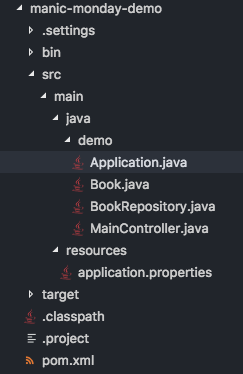 manic-monday-demo
.settings
bin
src
main
java
demo
Application.java
Book.java
BookRepository.java
MainController.java
resources
application.properties
target
.classpath
.project
pom.xml